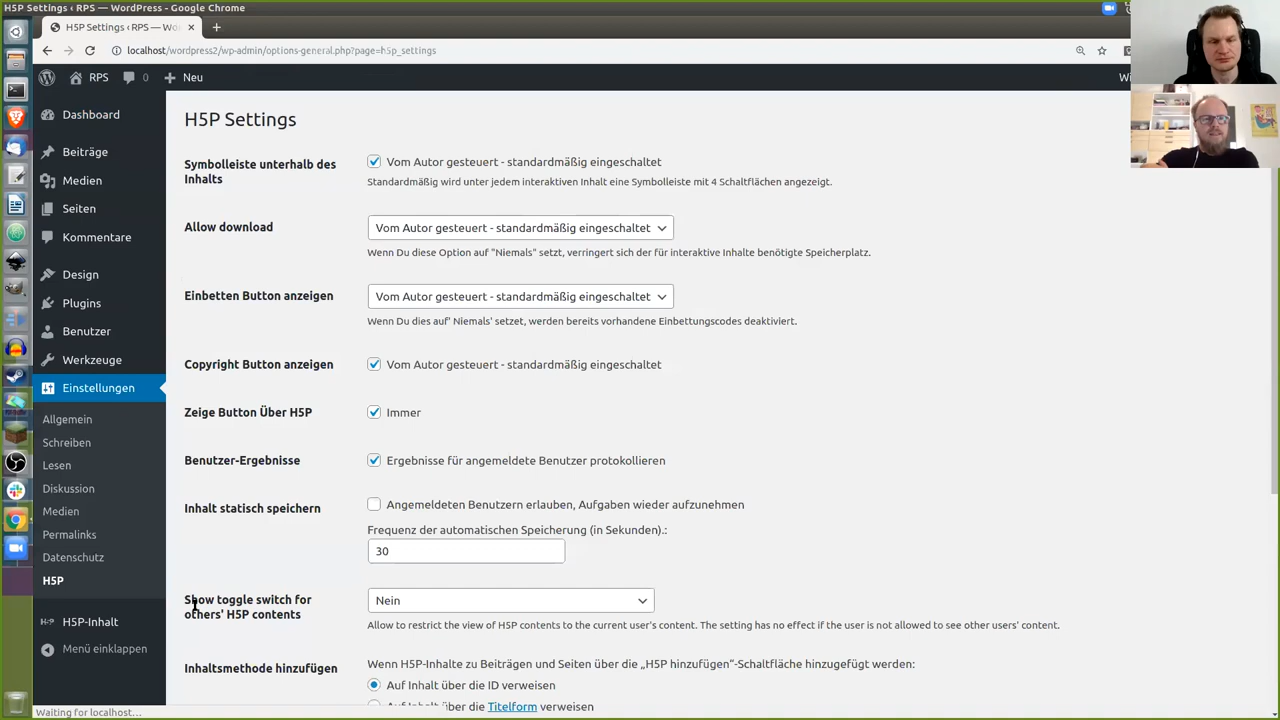 H5P Settings ‹ RPS — WordPress - Google Chrome
H5P Settings ‹ RPS — Wo
localhost/wordpress2/wp-admin/options-general.php?page=h5p_settings
RPS
0
Neu
Wi
Dashboard
Beiträge
Medien
Seiten
Kommentare
Design
Plugins
Benutzer
Werkzeuge
Einstellungen
Allgemein
Schreiben
Lesen
Diskussion
Medien
Permalinks
Datenschutz
H5P
H5P-Inhalt
Menü einklappen
H5P Settings
Symbolleiste unterhalb des
Inhalts
Vom Autor gesteuert - standardmäßig eingeschaltet
Standardmäßig wird unter jedem interaktiven Inhalt eine Symbolleiste mit 4 Schaltflächen angezeigt.
Allow download
Vom Autor gesteuert - standardmäßig eingeschaltet
Wenn Du diese Option auf "Niemals" setzt, verringert sich der für interaktive Inhalte benötigte Speicherplatz.
Einbetten Button anzeigen
Vom Autor gesteuert - standardmäßig eingeschaltet
Wenn Du dies auf' Niemals' setzet, werden bereits vorhandene Einbettungscodes deaktiviert.
Copyright Button anzeigen
Vom Autor gesteuert - standardmäßig eingeschaltet
Zeige Button Über H5P
Immer
Benutzer-Ergebnisse
Ergebnisse für angemeldete Benutzer protokollieren
Inhalt statisch speichern
Angemeldeten Benutzern erlauben, Aufgaben wieder aufzunehmen
Frequenz der automatischen Speicherung (in Sekunden).:
30
Show toggle switch for
others' H5P contents
Nein
Allow to restrict the view of H5P contents to the current user's content. The setting has no effect if the user is not allowed to see other users' content.
Inhaltsmethode hinzufügen
Wenn H5P-Inhalte zu Beiträgen und Seiten über die „H5P hinzufügen“-Schaltfläche hinzugefügt werden:
Auf Inhalt über die ID verweisen
Auf Inhalt über die Titelform verweisen
Waiting for localhost...